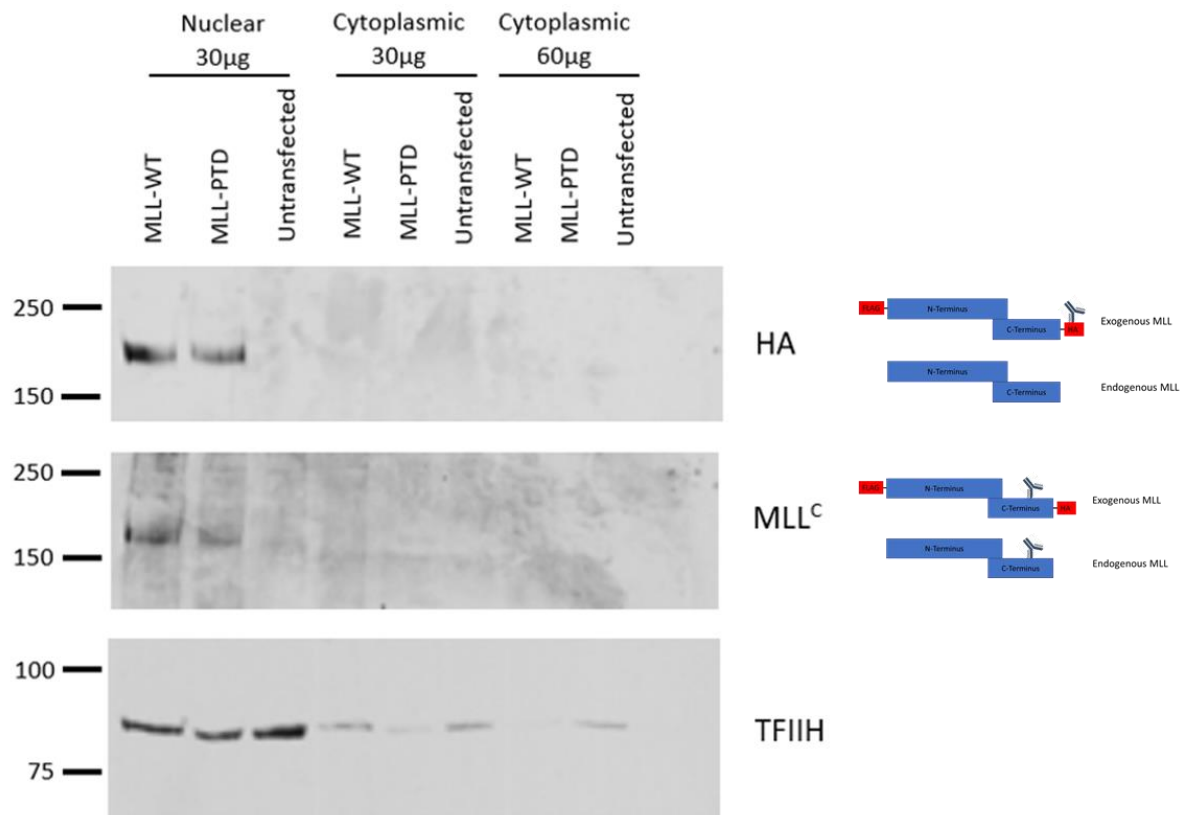 Nuclear
30µg
Cytoplasmic
30µg
Cytoplasmic
60µg
MLL-WT
MLL-PTD
Untransfected
MLL-WT
MLL-PTD
Untransfected
MLL-WT
MLL-PTD
Untransfected
250
150
HA
FLAG
N-Terminus
C-Terminus
HA
Exogenous MLL
N-Terminus
C-Terminus
Endogenous MLL
250
150
MLLᶜ
FLAG
N-Terminus
C-Terminus
HA
Exogenous MLL
N-Terminus
C-Terminus
Endogenous MLL
100
75
TFIIH